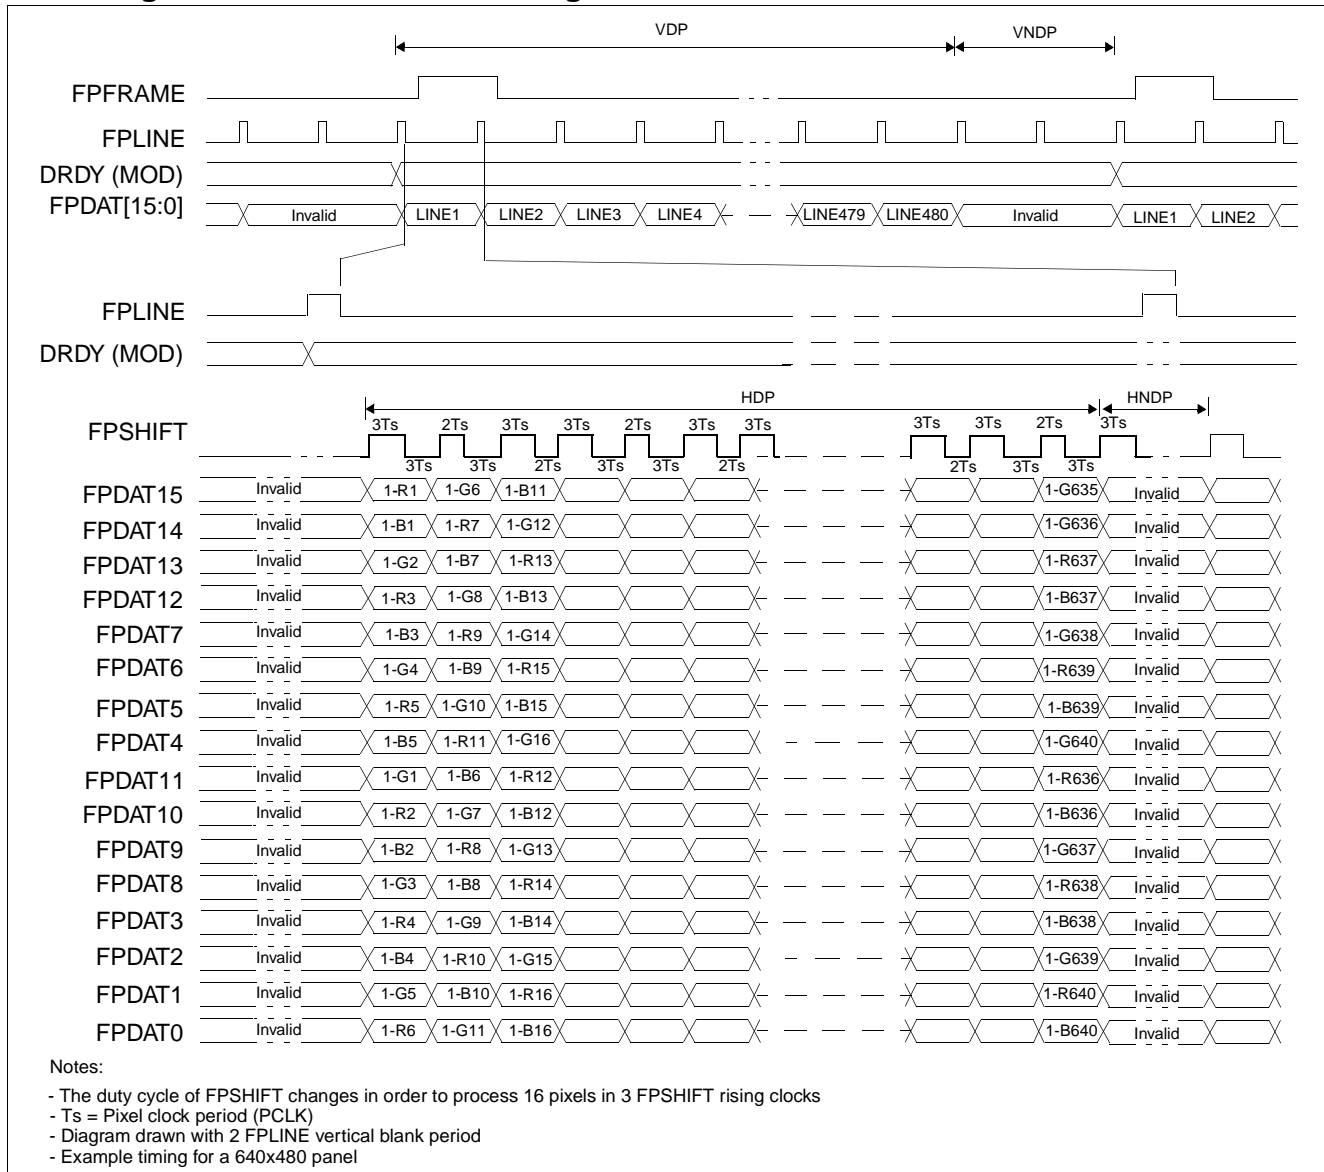 VDP VNDP
FPFRAME
FPLINE
DRDY (MOD)
FPDAT[15:0] Invalid LINE1 LINE2 LINE3 LINE4 LINE479 LINE480 Invalid LINE1 LINE2
FPLINE
DRDY (MOD)
HDP HNDP
3Ts 2Ts 3Ts 3Ts 2Ts 3Ts 3Ts 3Ts 3Ts 2Ts 3Ts
FPSHIFT
3Ts 3Ts 2Ts 3Ts 3Ts 2Ts 2Ts 3Ts 3Ts
FPDAT15 Invalid 1-R1 1-G6 1-B11 1-G635 Invalid
FPDAT14 Invalid 1-B1 1-R7 1-G12 1-G636 Invalid
FPDAT13 Invalid 1-G2 1-B7 1-R13 1-R637 Invalid
FPDAT12 Invalid 1-R3 1-G8 1-B13 1-B637 Invalid
FPDAT7 Invalid 1-B3 1-R9 1-G14 1-G638 Invalid
FPDAT6 Invalid 1-G4 1-B9 1-R15 1-R639 Invalid
FPDAT5 Invalid 1-R5 1-G10 1-B15 1-B639 Invalid
FPDAT4 Invalid 1-B5 1-R11 1-G16 1-G640 Invalid
FPDAT11 Invalid 1-G1 1-B6 1-R12 1-R636 Invalid
FPDAT10 Invalid 1-R2 1-G7 1-B12 1-B636 Invalid
FPDAT9 Invalid 1-B2 1-R8 1-G13 1-G637 Invalid
FPDAT8 Invalid 1-G3 1-B8 1-R14 1-R638 Invalid
FPDAT3 Invalid 1-R4 1-G9 1-B14 1-B638 Invalid
FPDAT2 Invalid 1-B4 1-R10 1-G15 1-G639 Invalid
FPDAT1 Invalid 1-G5 1-B10 1-R16 1-R640 Invalid
FPDAT0 Invalid 1-R6 1-G11 1-B16 1-B640 Invalid
Notes:
- The duty cycle of FPSHIFT changes in order to process 16 pixels in 3 FPSHIFT rising clocks
- Ts = Pixel clock period (PCLK)
- Diagram drawn with 2 FPLINE vertical blank period
- Example timing for a 640x480 panel